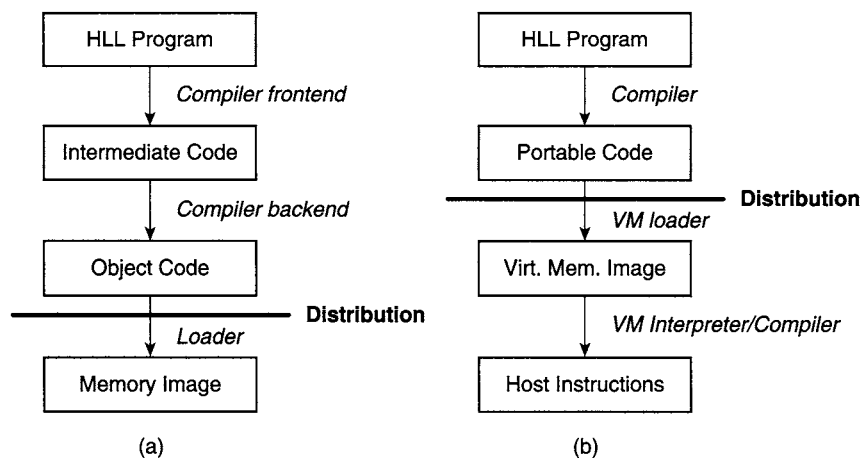 HLL Program
Compiler frontend
Intermediate Code
Compiler backend
Object Code
Distribution
Loader
Memory Image
(a)
HLL Program
Compiler
Portable Code
Distribution
VM loader
Virt. Mem. Image
VM Interpreter/Compiler
Host Instructions
(b)